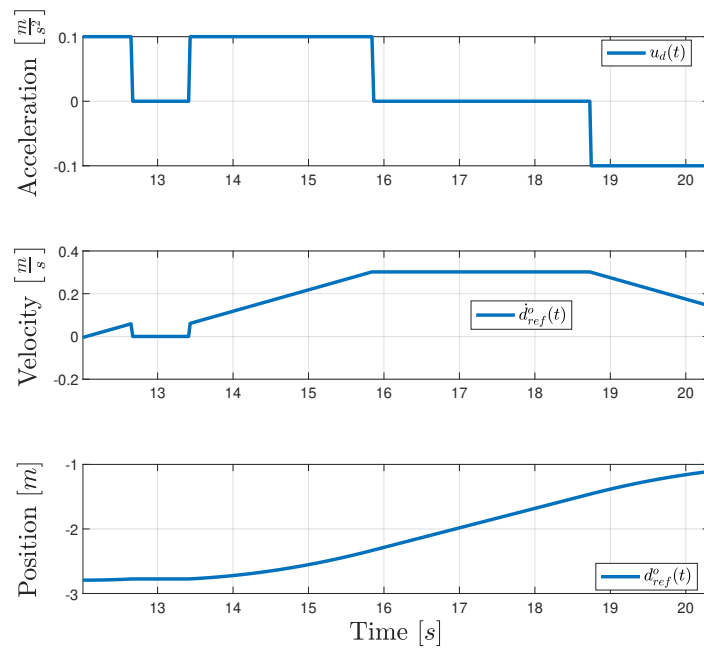 Acceleration [m/s²]
0.1
0
-0.1
u_d(t)
13 14 15 16 17 18 19 20
Velocity [m/s]
0.4
0.2
0
-0.2
ḋ^o_ref(t)
13 14 15 16 17 18 19 20
Position [m]
-1
-2
-3
d^o_ref(t)
13 14 15 16 17 18 19 20
Time [s]